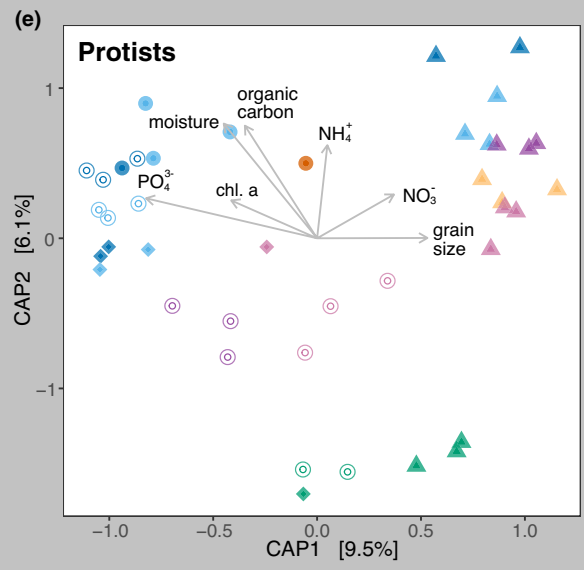 (e)
Protists
organic
carbon
moisture
NH₄⁺
PO₄³⁻
chl. a
NO₃⁻
grain
size
1
0
−1
CAP2 [6.1%]
−1.0
−0.5
0.0
0.5
1.0
CAP1 [9.5%]